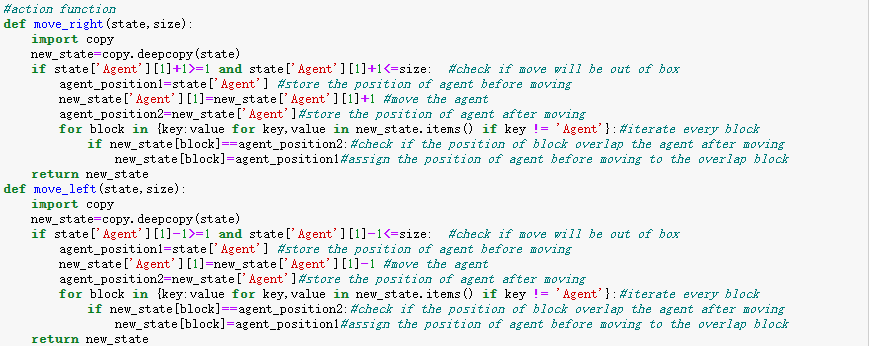 #action function
def move_right(state,size):
    import copy
    new_state=copy.deepcopy(state)
    if state['Agent'][1]+1>=1 and state['Agent'][1]+1<=size:  #check if move will be out of box
        agent_position1=state['Agent'] #store the position of agent before moving
        new_state['Agent'][1]=new_state['Agent'][1]+1 #move the agent
        agent_position2=new_state['Agent']#store the position of agent after moving
        for block in {key:value for key,value in new_state.items() if key != 'Agent'}:#iterate every block
            if new_state[block]==agent_position2:#check if the position of block overlap the agent after moving
                new_state[block]=agent_position1#assign the position of agent before moving to the overlap block
    return new_state
def move_left(state,size):
    import copy
    new_state=copy.deepcopy(state)
    if state['Agent'][1]-1>=1 and state['Agent'][1]-1<=size:  #check if move will be out of box
        agent_position1=state['Agent'] #store the position of agent before moving
        new_state['Agent'][1]=new_state['Agent'][1]-1 #move the agent
        agent_position2=new_state['Agent']#store the position of agent after moving
        for block in {key:value for key,value in new_state.items() if key != 'Agent'}:#iterate every block
            if new_state[block]==agent_position2:#check if the position of block overlap the agent after moving
                new_state[block]=agent_position1#assign the position of agent before moving to the overlap block
    return new_state